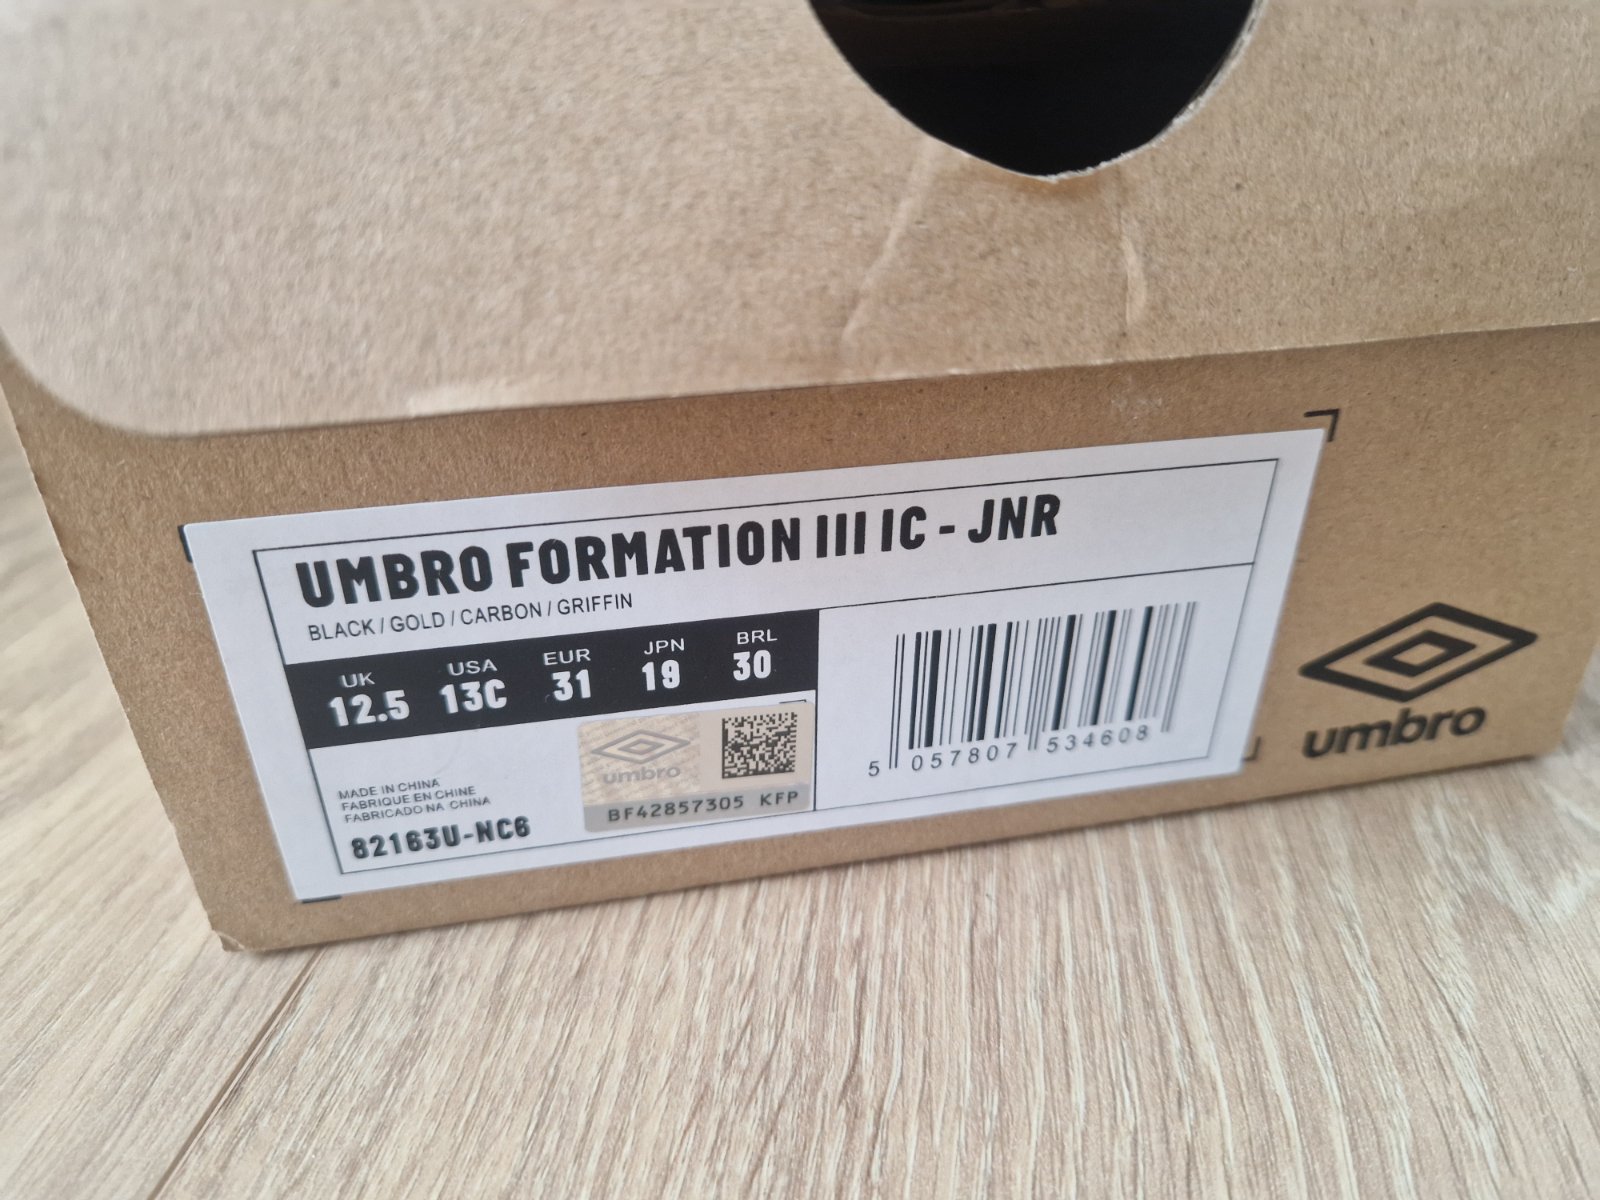 UMBRO FORMATION III IC - JNR
BLACK / GOLD / CARBON / GRIFFIN
UK USA EUR JPN BRL
12.5 13C 31 19 30
MADE IN CHINA
FABRIQUE EN CHINE
FABRICADO NA CHINA
82163U-NC6
umbro
BF42857305 KFP
5 057807 534608
umbro